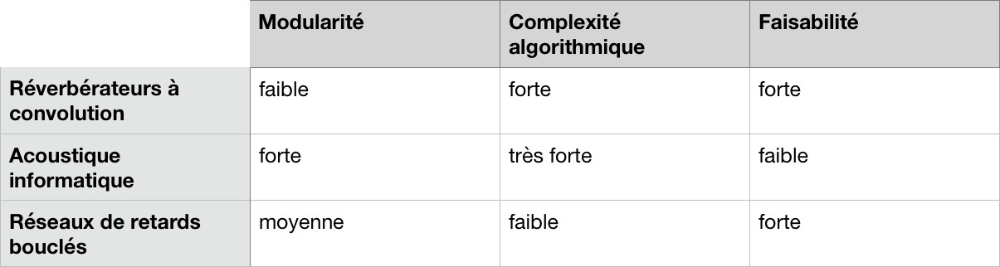 Modularité
Complexité
algorithmique
Faisabilité
Réverbérateurs à
convolution
faible
forte
forte
Acoustique
informatique
forte
très forte
faible
Réseaux de retards
bouclés
moyenne
faible
forte